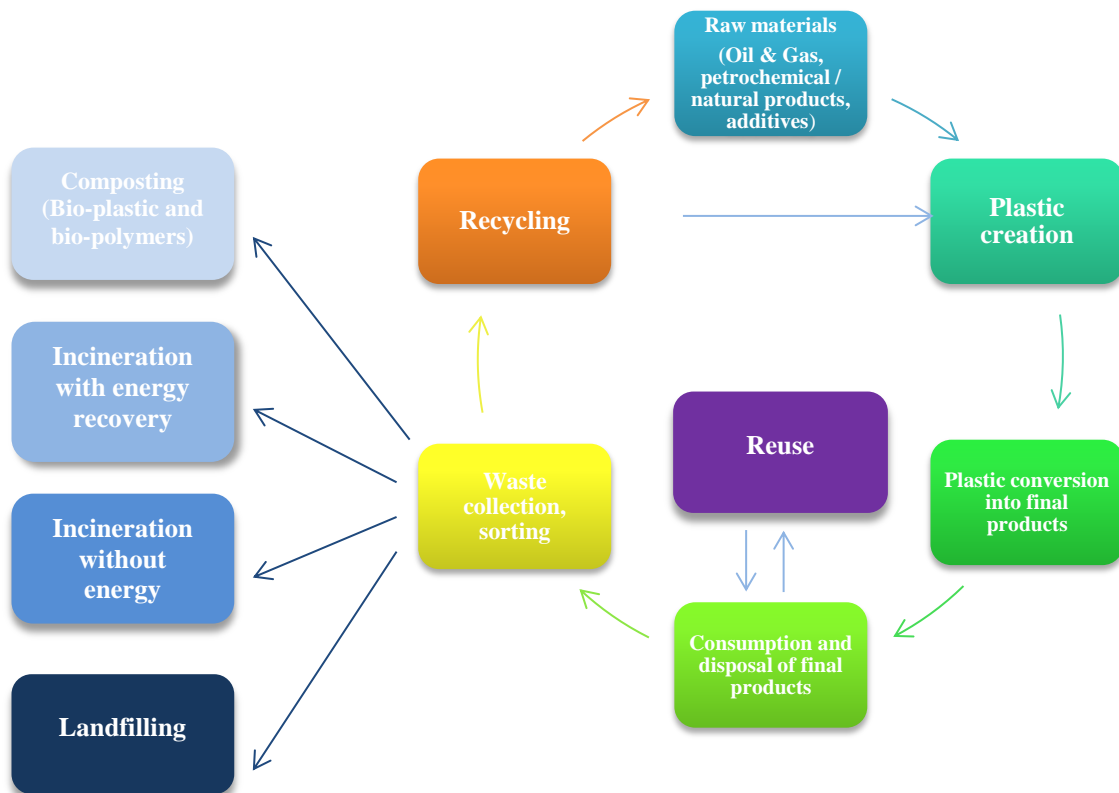 Raw materials
(Oil & Gas,
petrochemical /
natural products,
additives)
Composting
(Bio-plastic and
bio-polymers)
Recycling
Plastic
creation
Incineration
with energy
recovery
Reuse
Waste
collection,
sorting
Plastic conversion
into final
products
Incineration
without
energy
Consumption and
disposal of final
products
Landfilling